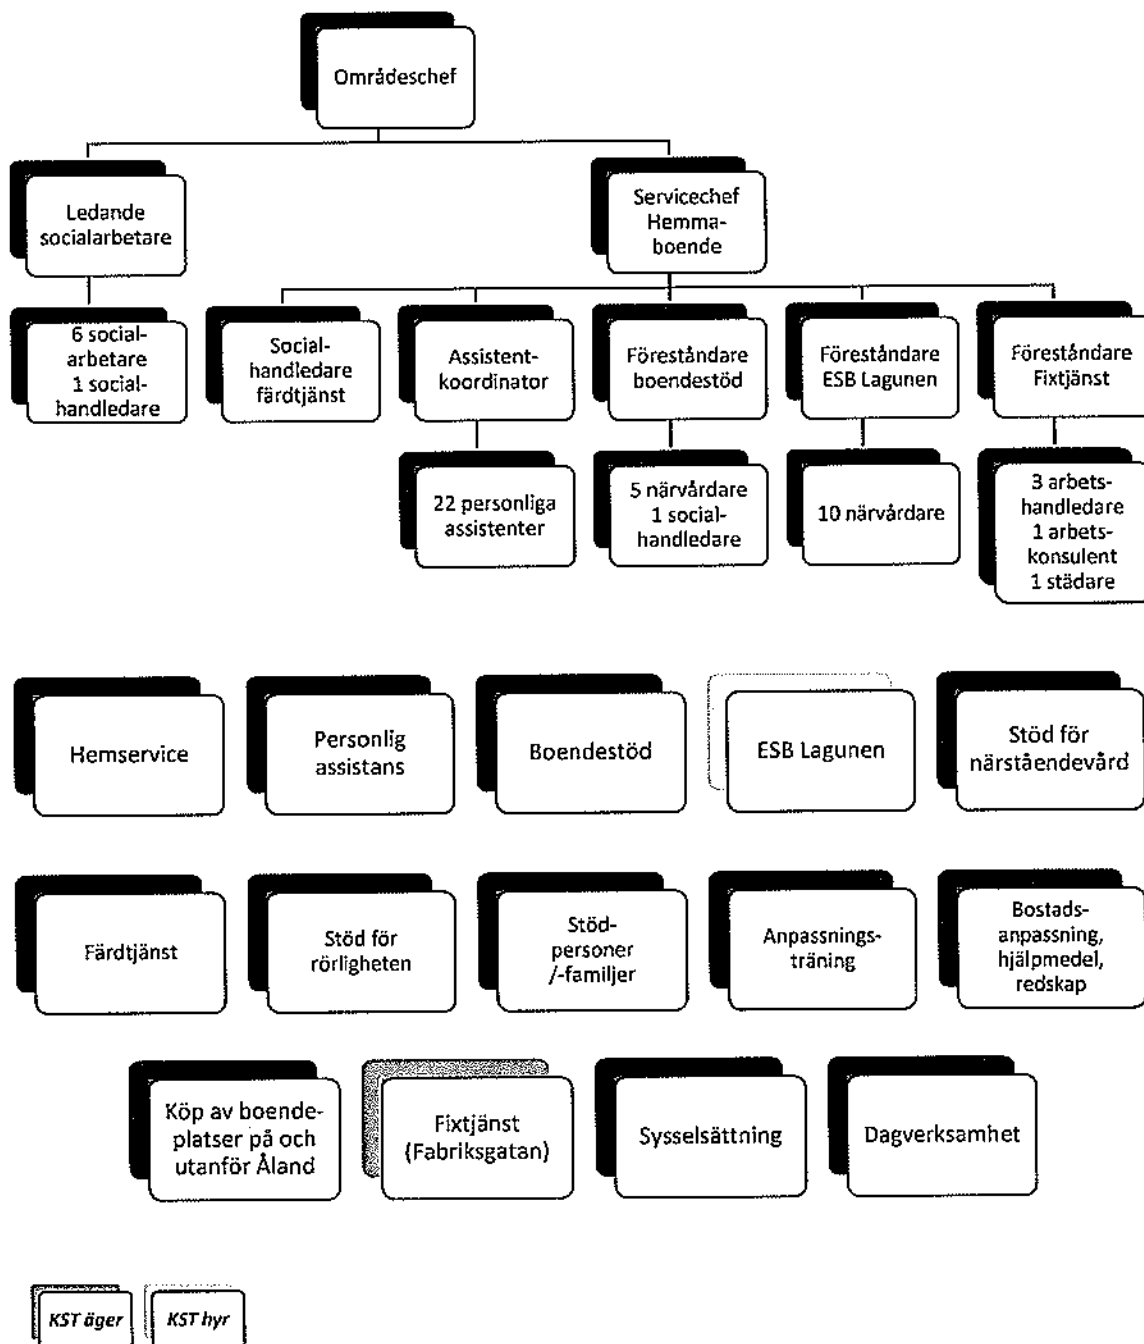 Områdeschef
Ledande
socialarbetare
Servicechef
Hemma-
boende
6 social-
arbetare
1 social-
handledare
Social-
handledare
färdtjänst
Assistent-
koordinator
Föreståndare
boendestöd
Föreståndare
ESB Lagunen
Föreståndare
Fixtjänst
22 personliga
assistenter
5 närvårdare
1 social-
handledare
10 närvårdare
3 arbets-
handledare
1 arbets-
konsulent
1 städare
Hemservice
Personlig
assistans
Boendestöd
ESB Lagunen
Stöd för
närståendevård
Färdtjänst
Stöd för
rörligheten
Stöd-
personer
/-familjer
Anpassnings-
träning
Bostads-
anpassning,
hjälpmedel,
redskap
Köp av boende-
platser på och
utanför Åland
Fixtjänst
(Fabriksgatan)
Sysselsättning
Dagverksamhet
KST äger
KST hyr